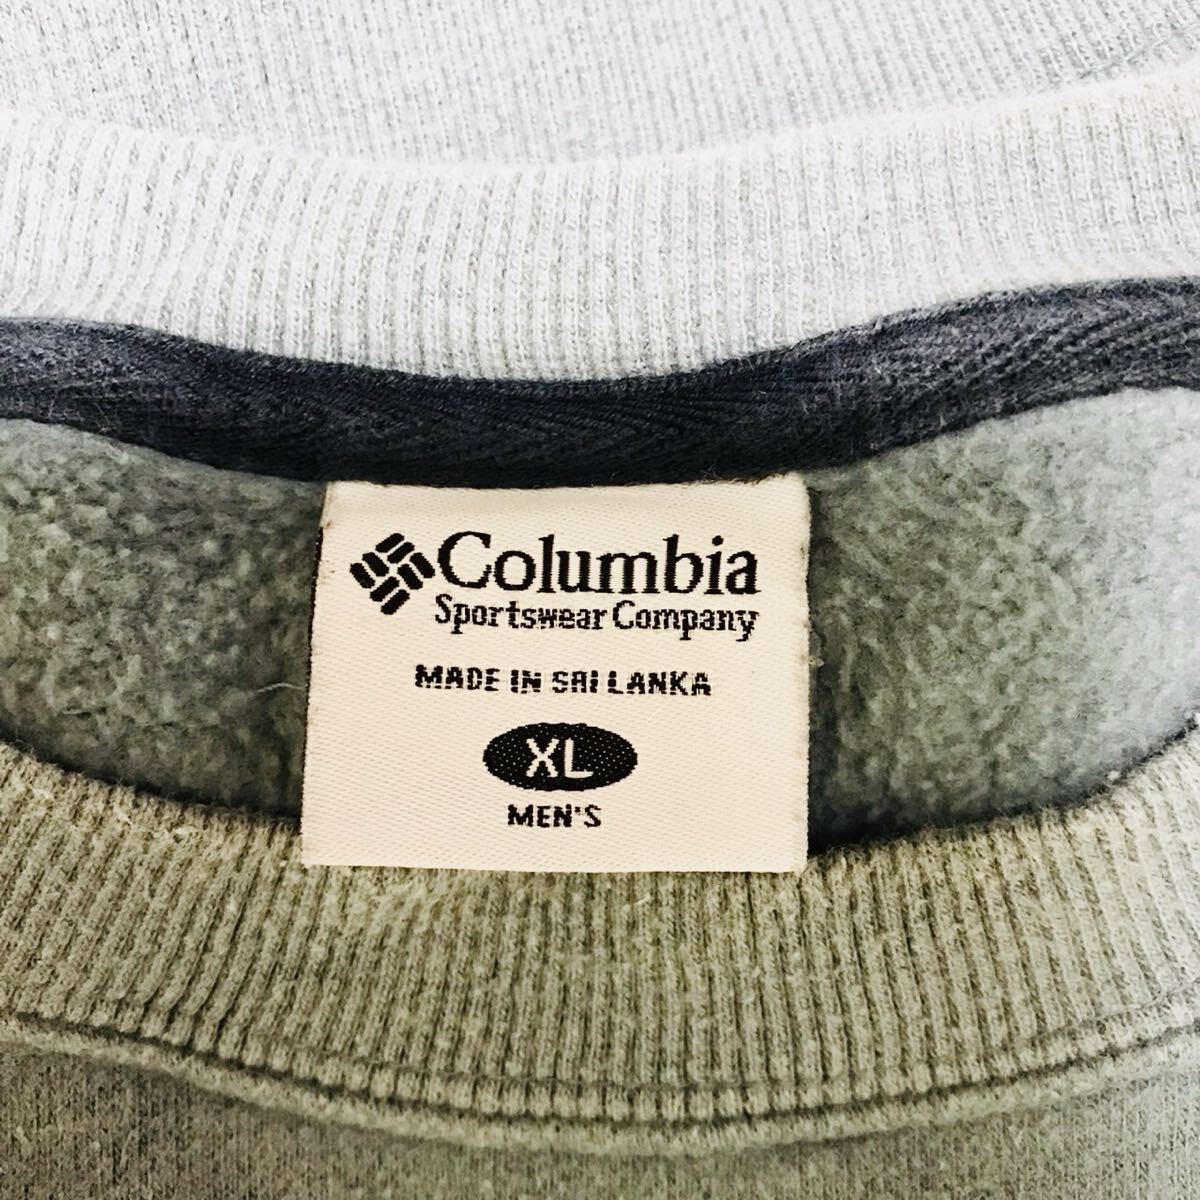 Columbia
Sportswear Company
MADE IN SRI LANKA
XL
MEN'S